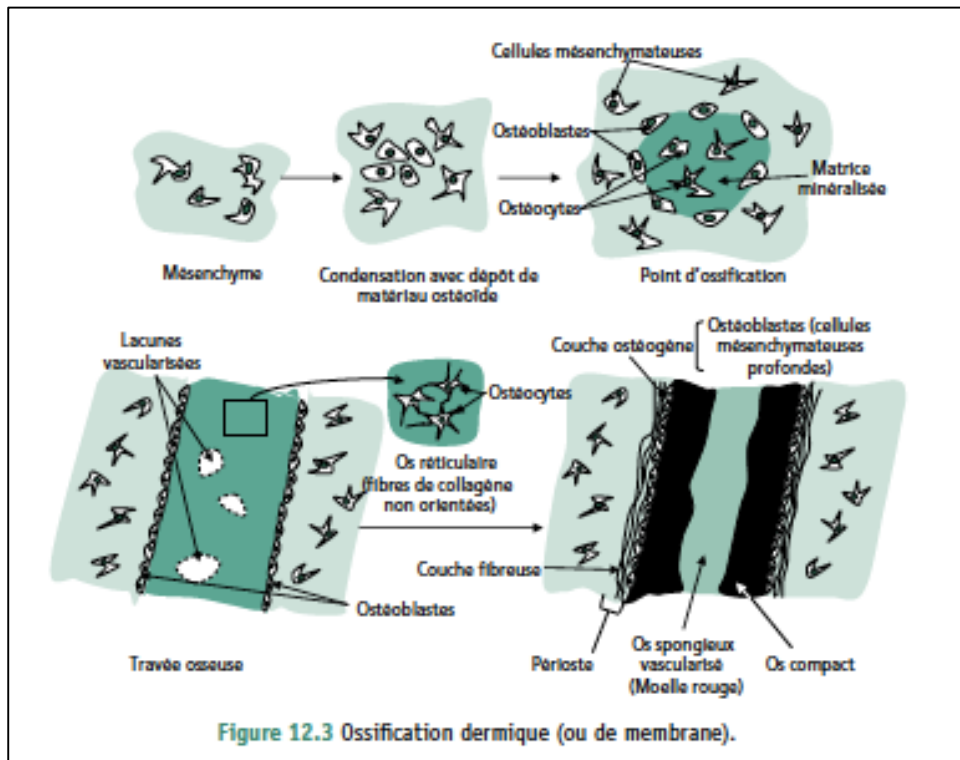 Cellules mésenchymateuses
Ostéoblastes
Matrice
minéralisée
Ostéocytes
Mésenchyme
Condensation avec dépôt de
matériau ostéoïde
Point d'ossification
Lacunes
vascularisées
Ostéocytes
Os réticulaire
(fibres de collagène
non orientées)
Ostéoblastes
Travée osseuse
Couche ostéogène
Ostéoblastes (cellules
mésenchymateuses
profondes)
Couche fibreuse
Périoste
Os spongieux
vascularisé
(Moelle rouge)
Os compact
Figure 12.3 Ossification dermique (ou de membrane).